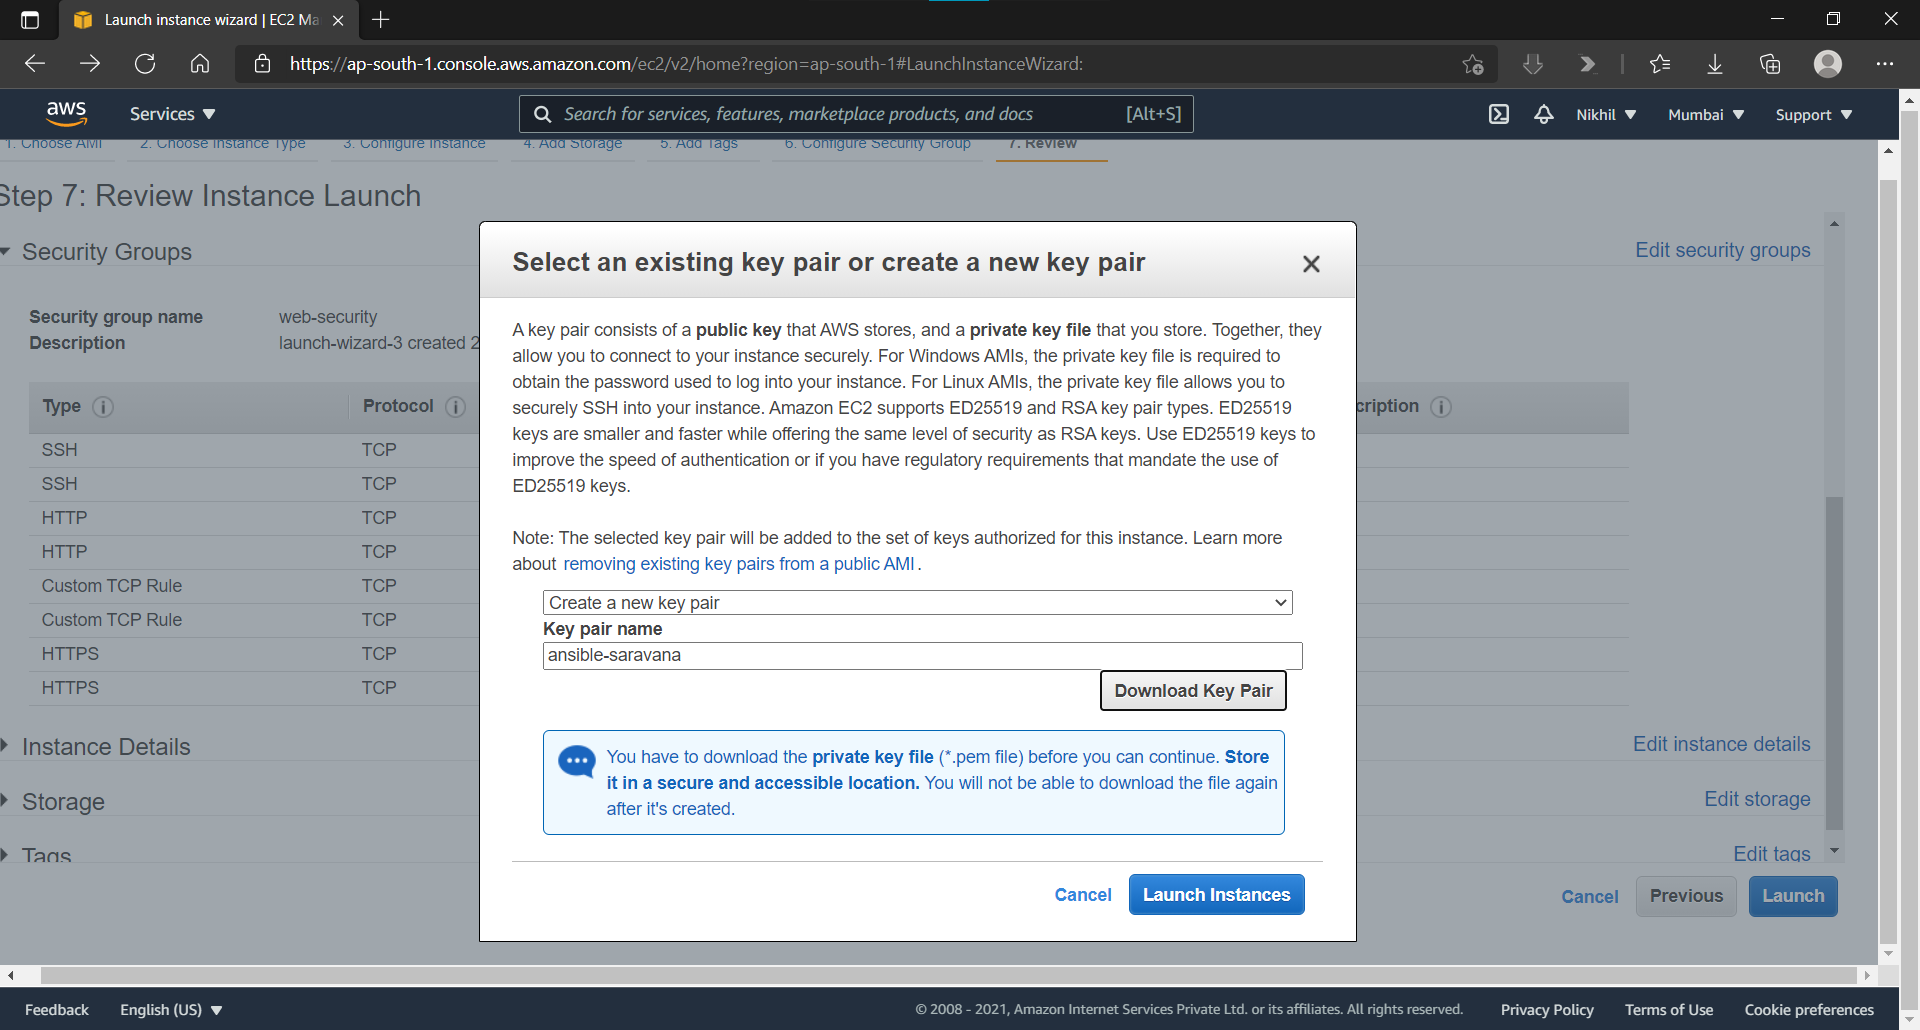 Launch instance wizard | EC2 Ma
https://ap-south-1.console.aws.amazon.com/ec2/v2/home?region=ap-south-1#LaunchInstanceWizard:
aws
Services
Search for services, features, marketplace products, and docs
[Alt+S]
Nikhil
Mumbai
Support
1. Choose AMI
2. Choose Instance Type
3. Configure Instance
4. Add Storage
5. Add Tags
6. Configure Security Group
7. Review
Step 7: Review Instance Launch
Security Groups
Edit security groups
Security group name web-security
Description launch-wizard-3 created 2
Type Protocol cription
SSH TCP
SSH TCP
HTTP TCP
HTTP TCP
Custom TCP Rule TCP
Custom TCP Rule TCP
HTTPS TCP
HTTPS TCP
Instance Details
Edit instance details
Storage
Edit storage
Tags
Edit tags
Cancel
Previous
Launch
Select an existing key pair or create a new key pair
A key pair consists of a public key that AWS stores, and a private key file that you store. Together, they
allow you to connect to your instance securely. For Windows AMIs, the private key file is required to
obtain the password used to log into your instance. For Linux AMIs, the private key file allows you to
securely SSH into your instance. Amazon EC2 supports ED25519 and RSA key pair types. ED25519
keys are smaller and faster while offering the same level of security as RSA keys. Use ED25519 keys to
improve the speed of authentication or if you have regulatory requirements that mandate the use of
ED25519 keys.
Note: The selected key pair will be added to the set of keys authorized for this instance. Learn more
about removing existing key pairs from a public AMI .
Create a new key pair
Key pair name
ansible-saravana
Download Key Pair
You have to download the private key file (*.pem file) before you can continue. Store
it in a secure and accessible location. You will not be able to download the file again
after it's created.
Cancel
Launch Instances
Feedback
English (US)
© 2008 - 2021, Amazon Internet Services Private Ltd. or its affiliates. All rights reserved.
Privacy Policy
Terms of Use
Cookie preferences